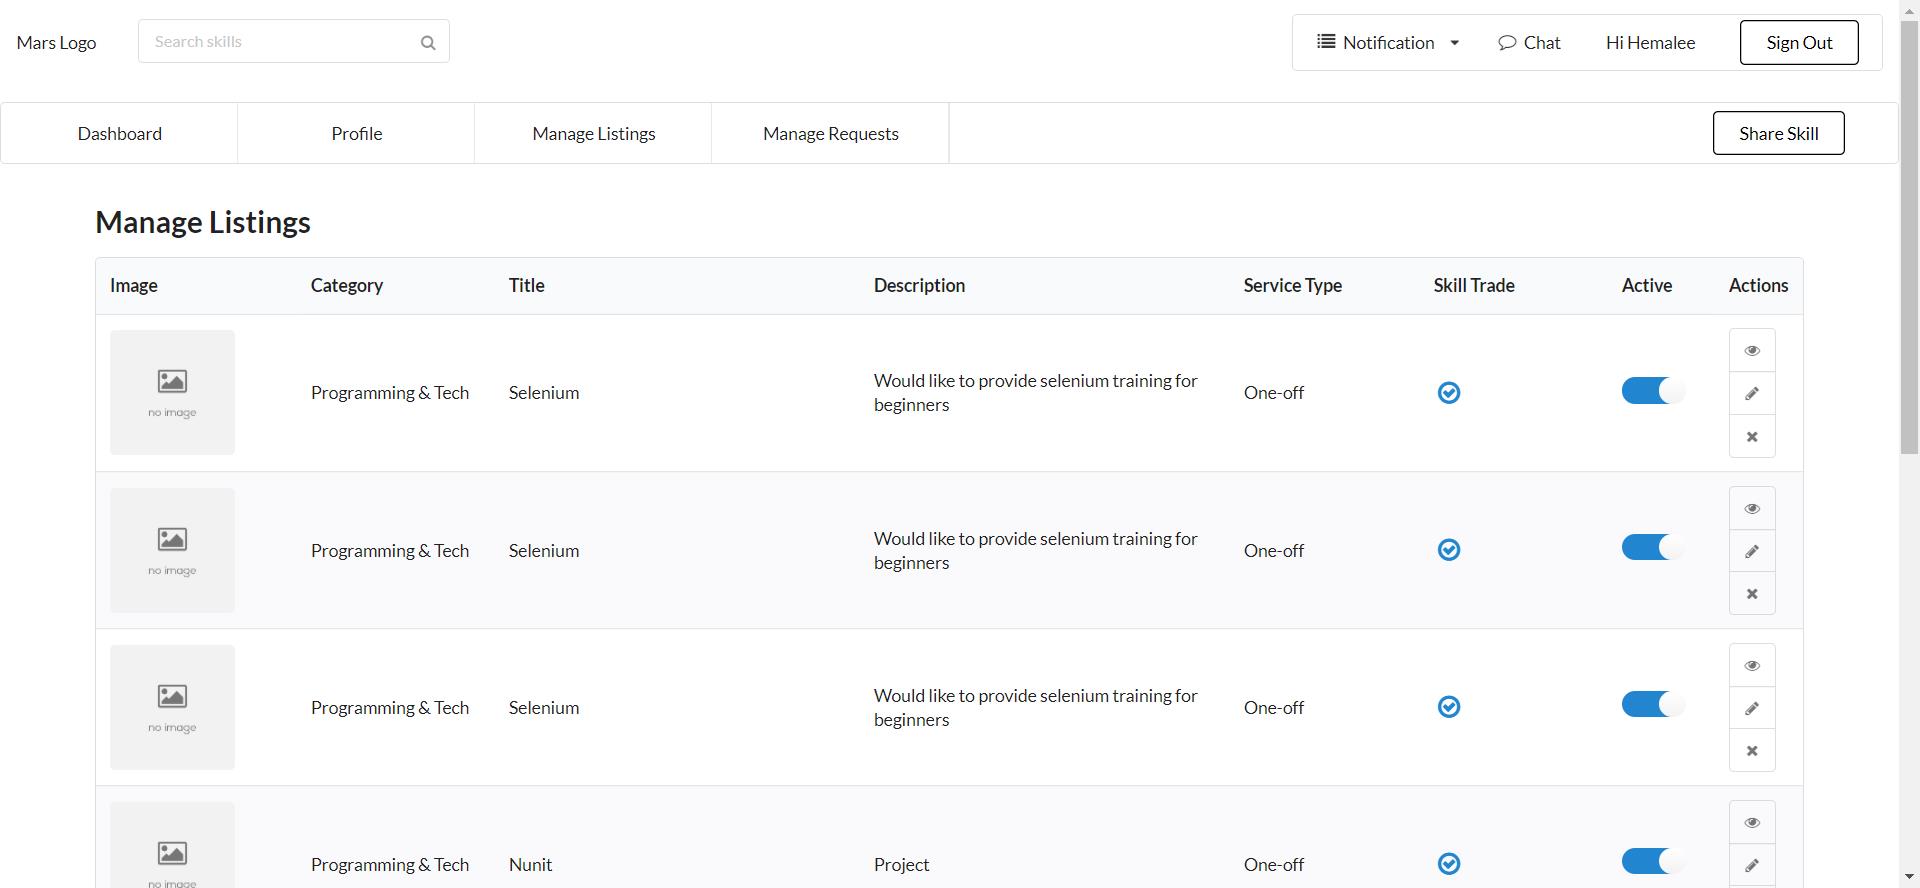 Mars Logo
Search skills
Notification
Chat
Hi Hemalee
Sign Out
Dashboard
Profile
Manage Listings
Manage Requests
Share Skill
Manage Listings
Image
Category
Title
Description
Service Type
Skill Trade
Active
Actions
no image
Programming & Tech
Selenium
Would like to provide selenium training for
beginners
One-off
no image
Programming & Tech
Selenium
Would like to provide selenium training for
beginners
One-off
no image
Programming & Tech
Selenium
Would like to provide selenium training for
beginners
One-off
no image
Programming & Tech
Nunit
Project
One-off